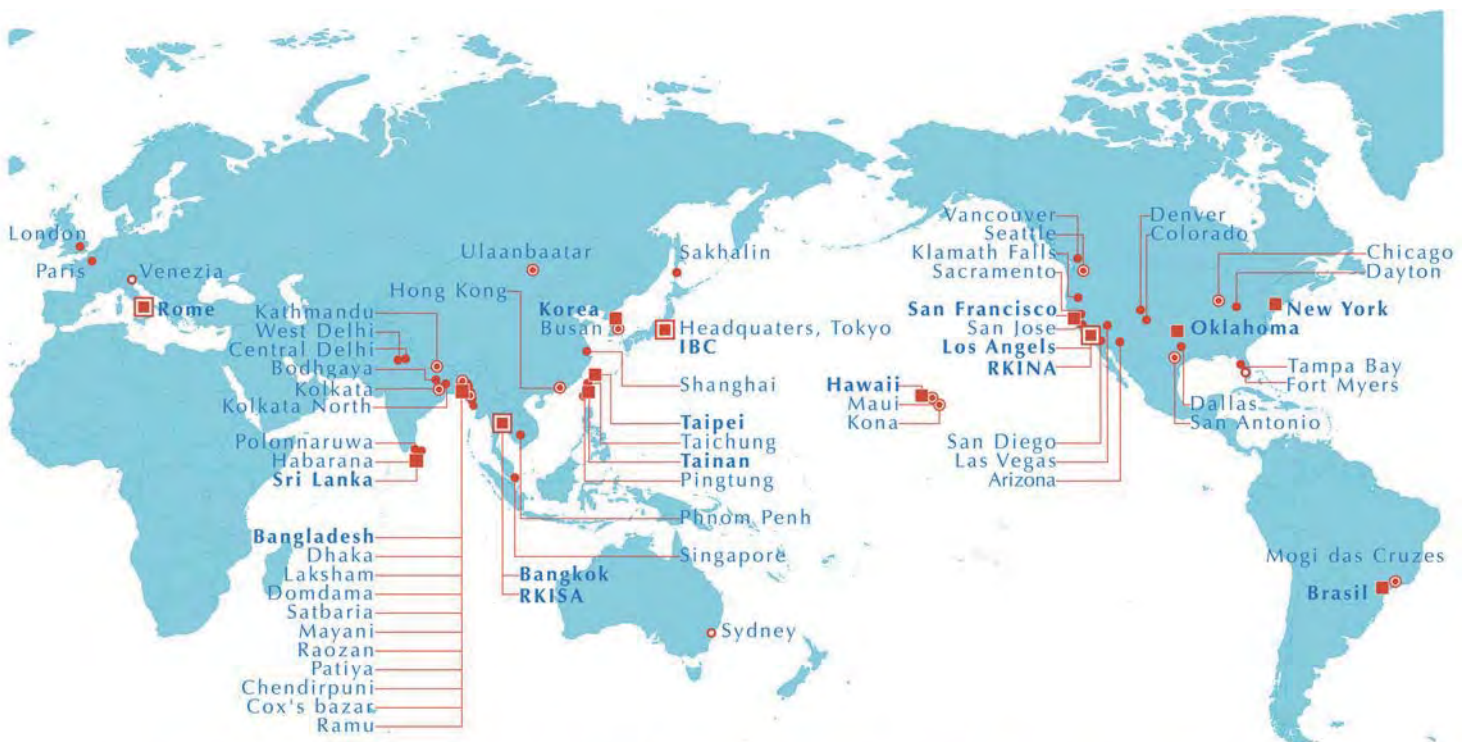 London
Paris
Venezia
Rome
Ulaanbaatar
Sakhalin
Hong Kong
Korea
Busan
Headquaters, Tokyo
IBC
Kathmandu
West Delhi
Central Delhi
Bodhgaya
Kolkata
Kolkata North
Shanghai
Polonnaruwa
Habarana
Sri Lanka
Taipei
Taichung
Tainan
Pingtung
Phnom Penh
Singapore
Bangkok
RKISA
Bangladesh
Dhaka
Laksham
Domdama
Satbaria
Mayani
Raozan
Patiya
Chendirpuni
Cox's bazar
Ramu
Sydney
Vancouver
Seattle
Klamath Falls
Sacramento
San Francisco
San Jose
Los Angels
RKINA
Hawaii
Maui
Kona
San Diego
Las Vegas
Arizona
Denver
Colorado
Chicago
Dayton
New York
Oklahoma
Tampa Bay
Fort Myers
Dallas
San Antonio
Mogi das Cruzes
Brasil